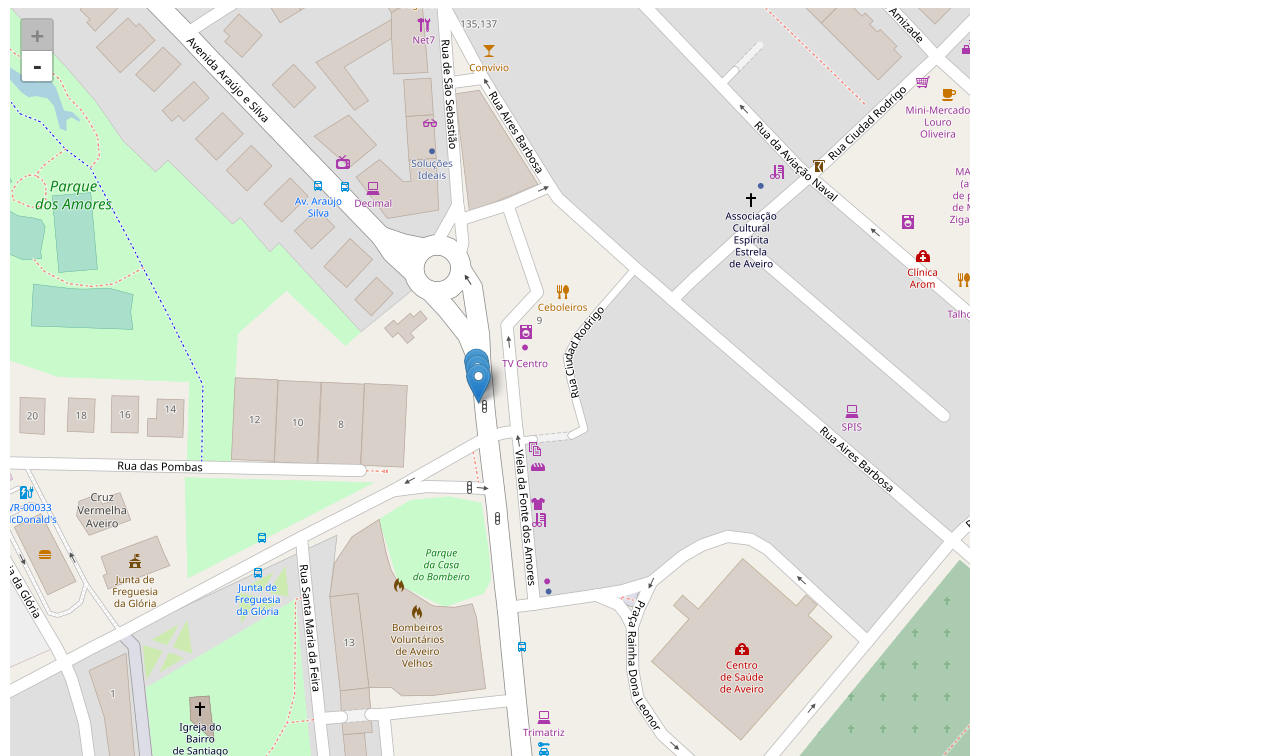 +
-
135,137
Net7
Convívio
Amizade
Avenida Araújo e Silva
Rua de São Sebastião
Rua Aires Barbosa
Mini-Mercado
Louro
Oliveira
Rua Ciudad Rodrigo
Rua da Aviação Naval
Soluções
Ideais
Parque
dos Amores
Av. Araújo
Silva
Decimal
Associação
Cultural
Espírita
Estrela
de Aveiro
Clínica
Arom
Talho
Ceboleiros
9
TV Centro
Rua Ciudad Rodrigo
20
18
16
14
12
10
8
SPIS
Rua Aires Barbosa
Rua das Pombas
Viela da Fonte dos Amores
VR-00033
McDonald's
Cruz
Vermelha
Aveiro
Junta de
Freguesia
da Glória
Junta de
Freguesia
da Glória
Parque
da Casa
do Bombeiro
Rua Santa Maria da Feira
Bombeiros
Voluntários
de Aveiro
Velhos
13
1
Praça Rainha Dona Leonor
Centro
de Saúde
de Aveiro
Igreja do
Bairro
de Santiago
Trimatriz